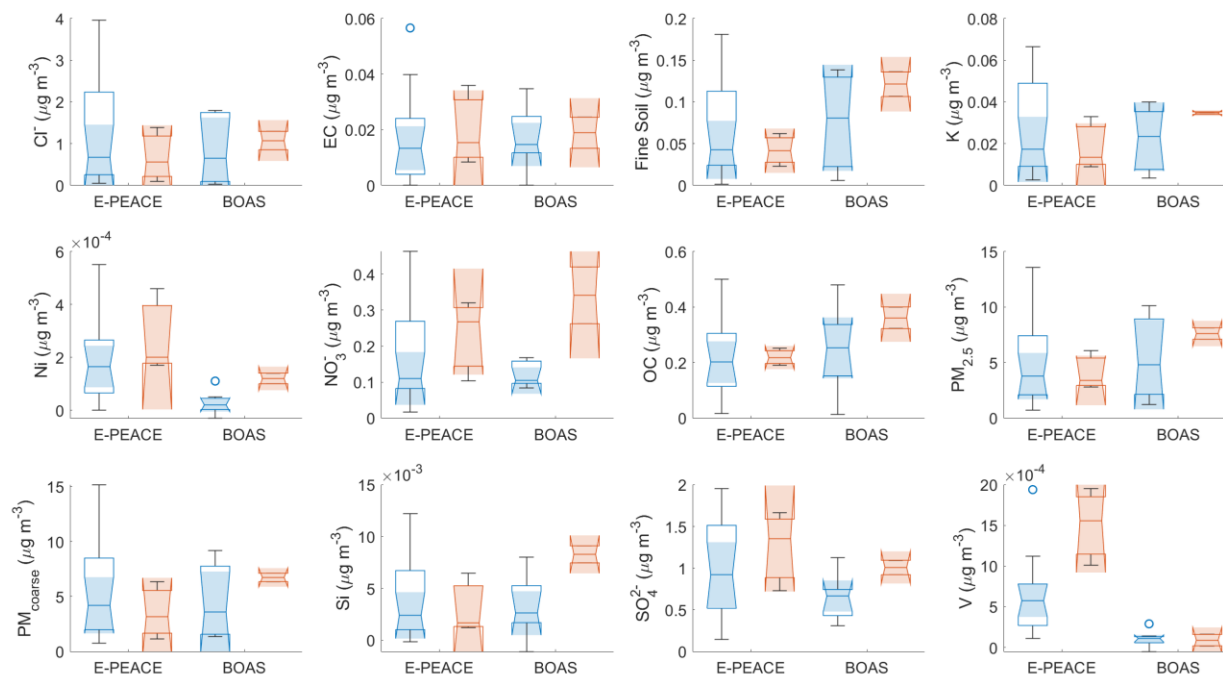 Cl⁻ (μg m⁻³)
4
3
2
1
0
E-PEACE BOAS
EC (μg m⁻³)
0.06
0.04
0.02
0
E-PEACE BOAS
Fine Soil (μg m⁻³)
0.2
0.15
0.1
0.05
0
E-PEACE BOAS
K (μg m⁻³)
0.08
0.06
0.04
0.02
0
E-PEACE BOAS
Ni (μg m⁻³)
×10⁻⁴
6
4
2
0
E-PEACE BOAS
NO₃⁻ (μg m⁻³)
0.4
0.3
0.2
0.1
0
E-PEACE BOAS
OC (μg m⁻³)
0.6
0.4
0.2
0
E-PEACE BOAS
PM₂.₅ (μg m⁻³)
15
10
5
0
E-PEACE BOAS
PM_coarse (μg m⁻³)
15
10
5
0
E-PEACE BOAS
Si (μg m⁻³)
×10⁻³
15
10
5
0
E-PEACE BOAS
SO₄²⁻ (μg m⁻³)
2
1.5
1
0.5
0
E-PEACE BOAS
V (μg m⁻³)
×10⁻⁴
20
15
10
5
0
E-PEACE BOAS